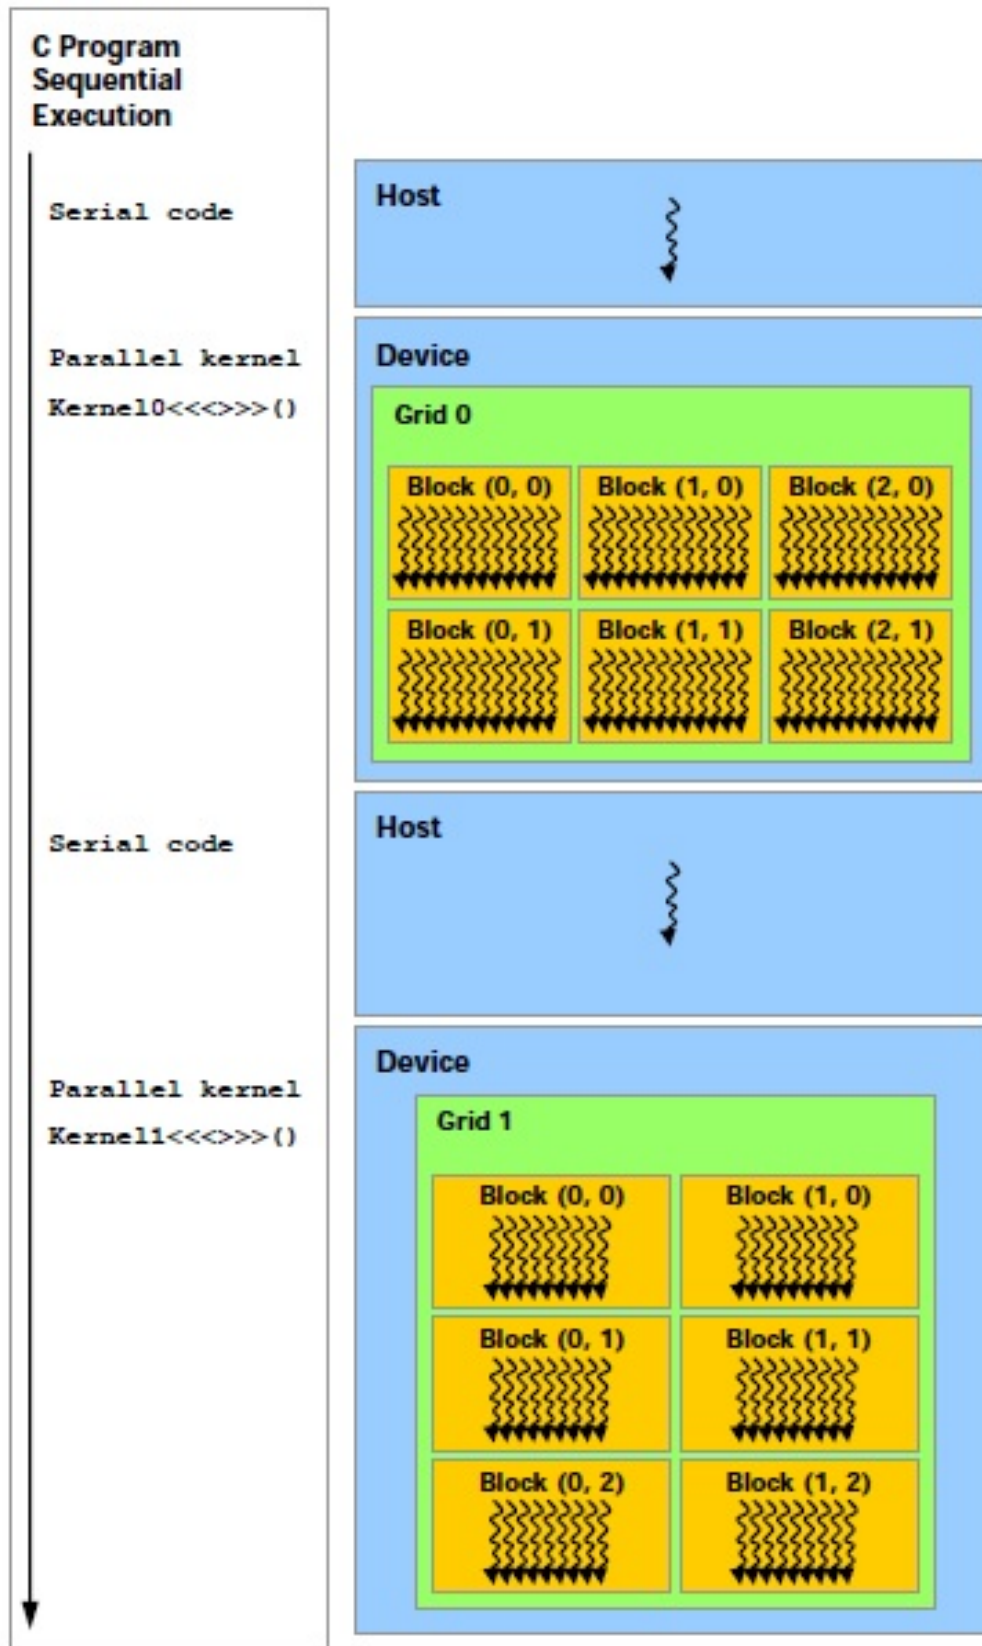 C Program
Sequential
Execution
Serial code
Host
Parallel kernel
Kernel0<<<>>>()
Device
Grid 0
Block (0, 0)
Block (1, 0)
Block (2, 0)
Block (0, 1)
Block (1, 1)
Block (2, 1)
Serial code
Host
Parallel kernel
Kernel1<<<>>>()
Device
Grid 1
Block (0, 0)
Block (1, 0)
Block (0, 1)
Block (1, 1)
Block (0, 2)
Block (1, 2)